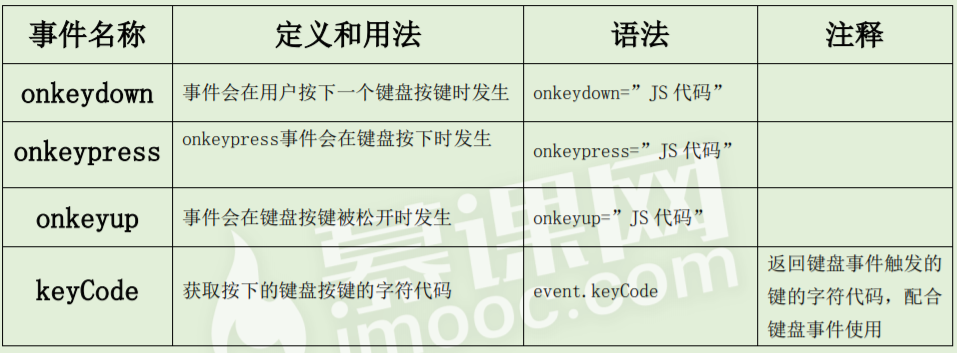 事件名称 定义和用法 语法 注释
onkeydown 事件会在用户按下一个键盘按键时发生 onkeydown=”JS 代码”
onkeypress onkeypress事件会在键盘按下时发生 onkeypress=”JS 代码”
onkeyup 事件会在键盘按键被松开时发生 onkeyup=”JS 代码”
keyCode 获取按下的键盘按键的字符代码 event.keyCode 返回键盘事件触发的
键的字符代码，配合
键盘事件使用
慕课网
imooc.com